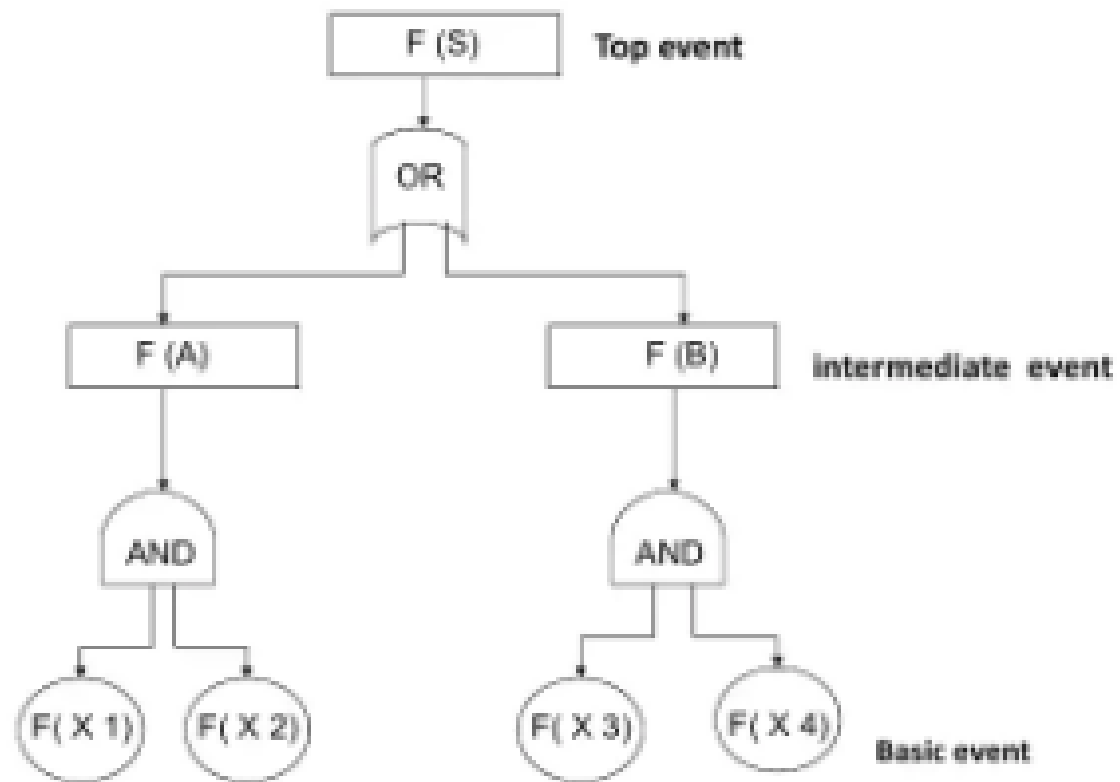 F (S)
Top event
OR
F (A)
F (B)
intermediate event
AND
AND
F( X 1)
F( X 2)
F( X 3)
F( X 4)
Basic event